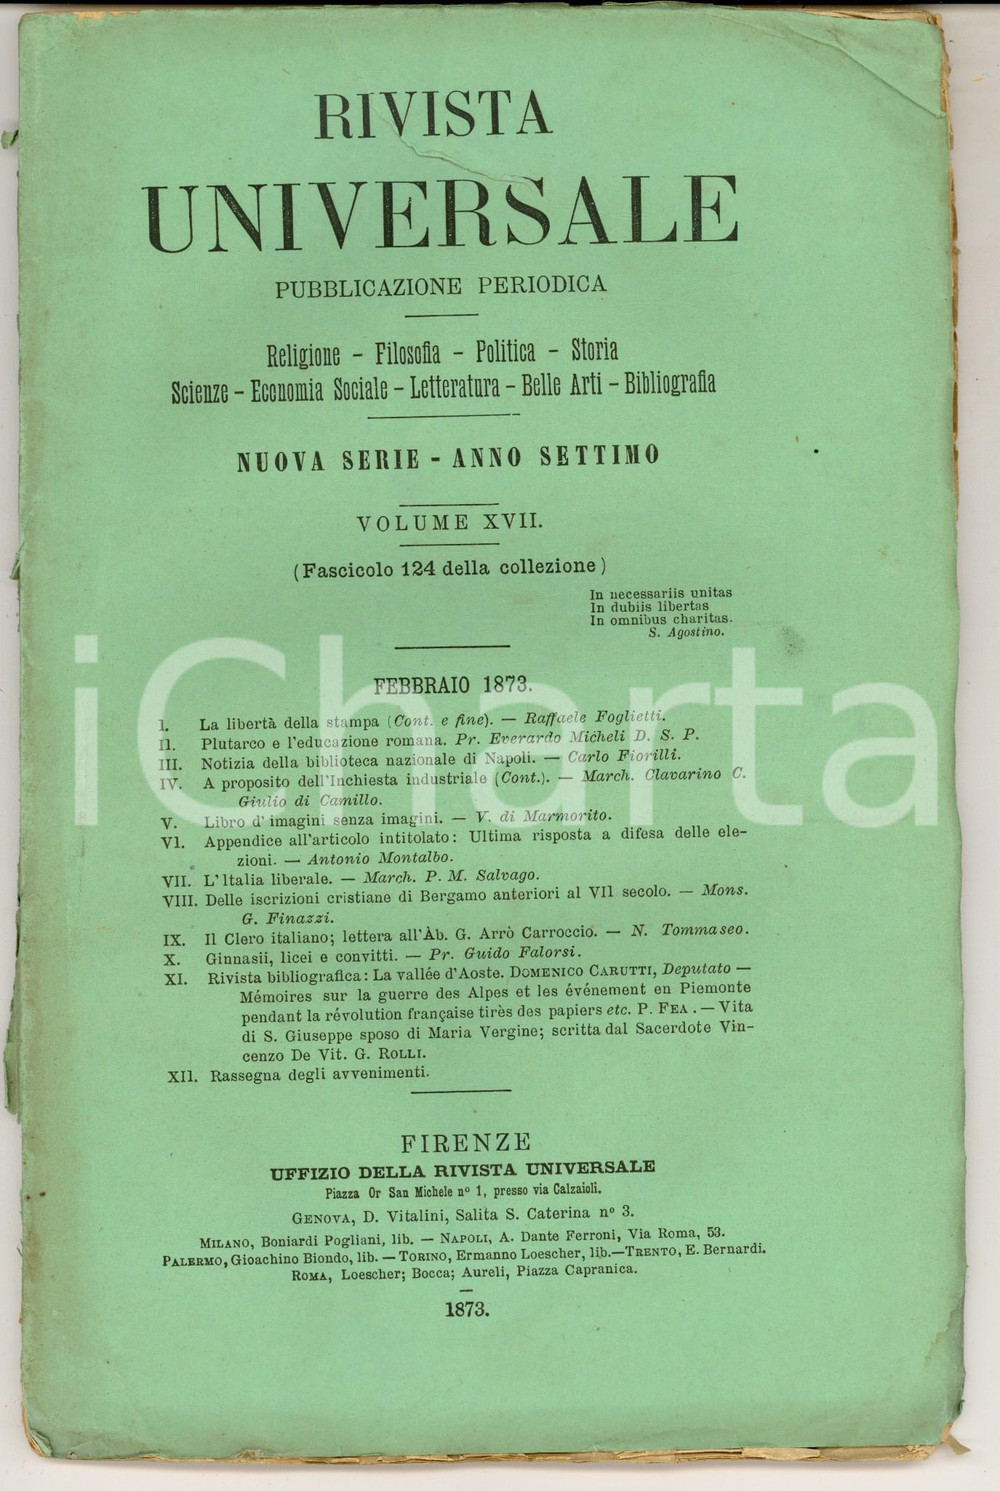 RIVISTA
UNIVERSALE
PUBBLICAZIONE PERIODICA
Religione – Filosofia – Politica – Storia
Scienze – Economia Sociale – Letteratura – Belle Arti – Bibliografia
NUOVA SERIE – ANNO SETTIMO
VOLUME XVII.
(Fascicolo 124 della collezione)
In necessariis unitas
In dubiis libertas
In omnibus charitas.
S. Agostino.
iCharta
FEBBRAIO 1873.
I. La libertà della stampa (Cont. e fine). — Raffaele Foglietti.
II. Plutarco e l'educazione romana. Pr. Everardo Micheli D. S. P.
III. Notizia della biblioteca nazionale di Napoli. — Carlo Fiorilli.
IV. A proposito dell'Inchiesta industriale (Cont.). — March. Clavarino C.
Giulio di Camillo.
V. Libro d'imagini senza imagini. — V. di Marmorito.
VI. Appendice all'articolo intitolato: Ultima risposta a difesa delle ele-
zioni. — Antonio Montalbo.
VII. L'Italia liberale. — March. P. M. Salvago.
VIII. Delle iscrizioni cristiane di Bergamo anteriori al VII secolo. — Mons.
G. Finazzi.
IX. Il Clero italiano; lettera all'Ab. G. Arrò Carroccio. — N. Tommaseo.
X. Ginnasii, licei e convitti. — Pr. Guido Falorsi.
XI. Rivista bibliografica: La vallée d'Aoste. DOMENICO CARUTTI, Deputato —
Mémoires sur la guerre des Alpes et les événement en Piemonte
pendant la révolution française tirès des papiers etc. P. FEA. — Vita
di S. Giuseppe sposo di Maria Vergine; scritta dal Sacerdote Vin-
cenzo De Vit. G. ROLLI.
XII. Rassegna degli avvenimenti.
FIRENZE
UFFIZIO DELLA RIVISTA UNIVERSALE
Piazza Or San Michele nº 1, presso via Calzaioli.
GENOVA, D. Vitalini, Salita S. Caterina nº 3.
MILANO, Boniardi Pogliani, lib. — NAPOLI, A. Dante Ferroni, Via Roma, 53.
PALERMO, Gioachino Biondo, lib. — TORINO, Ermanno Loescher, lib.—TRENTO, E. Bernardi.
ROMA, Loescher; Bocca; Aureli, Piazza Capranica.
1873.